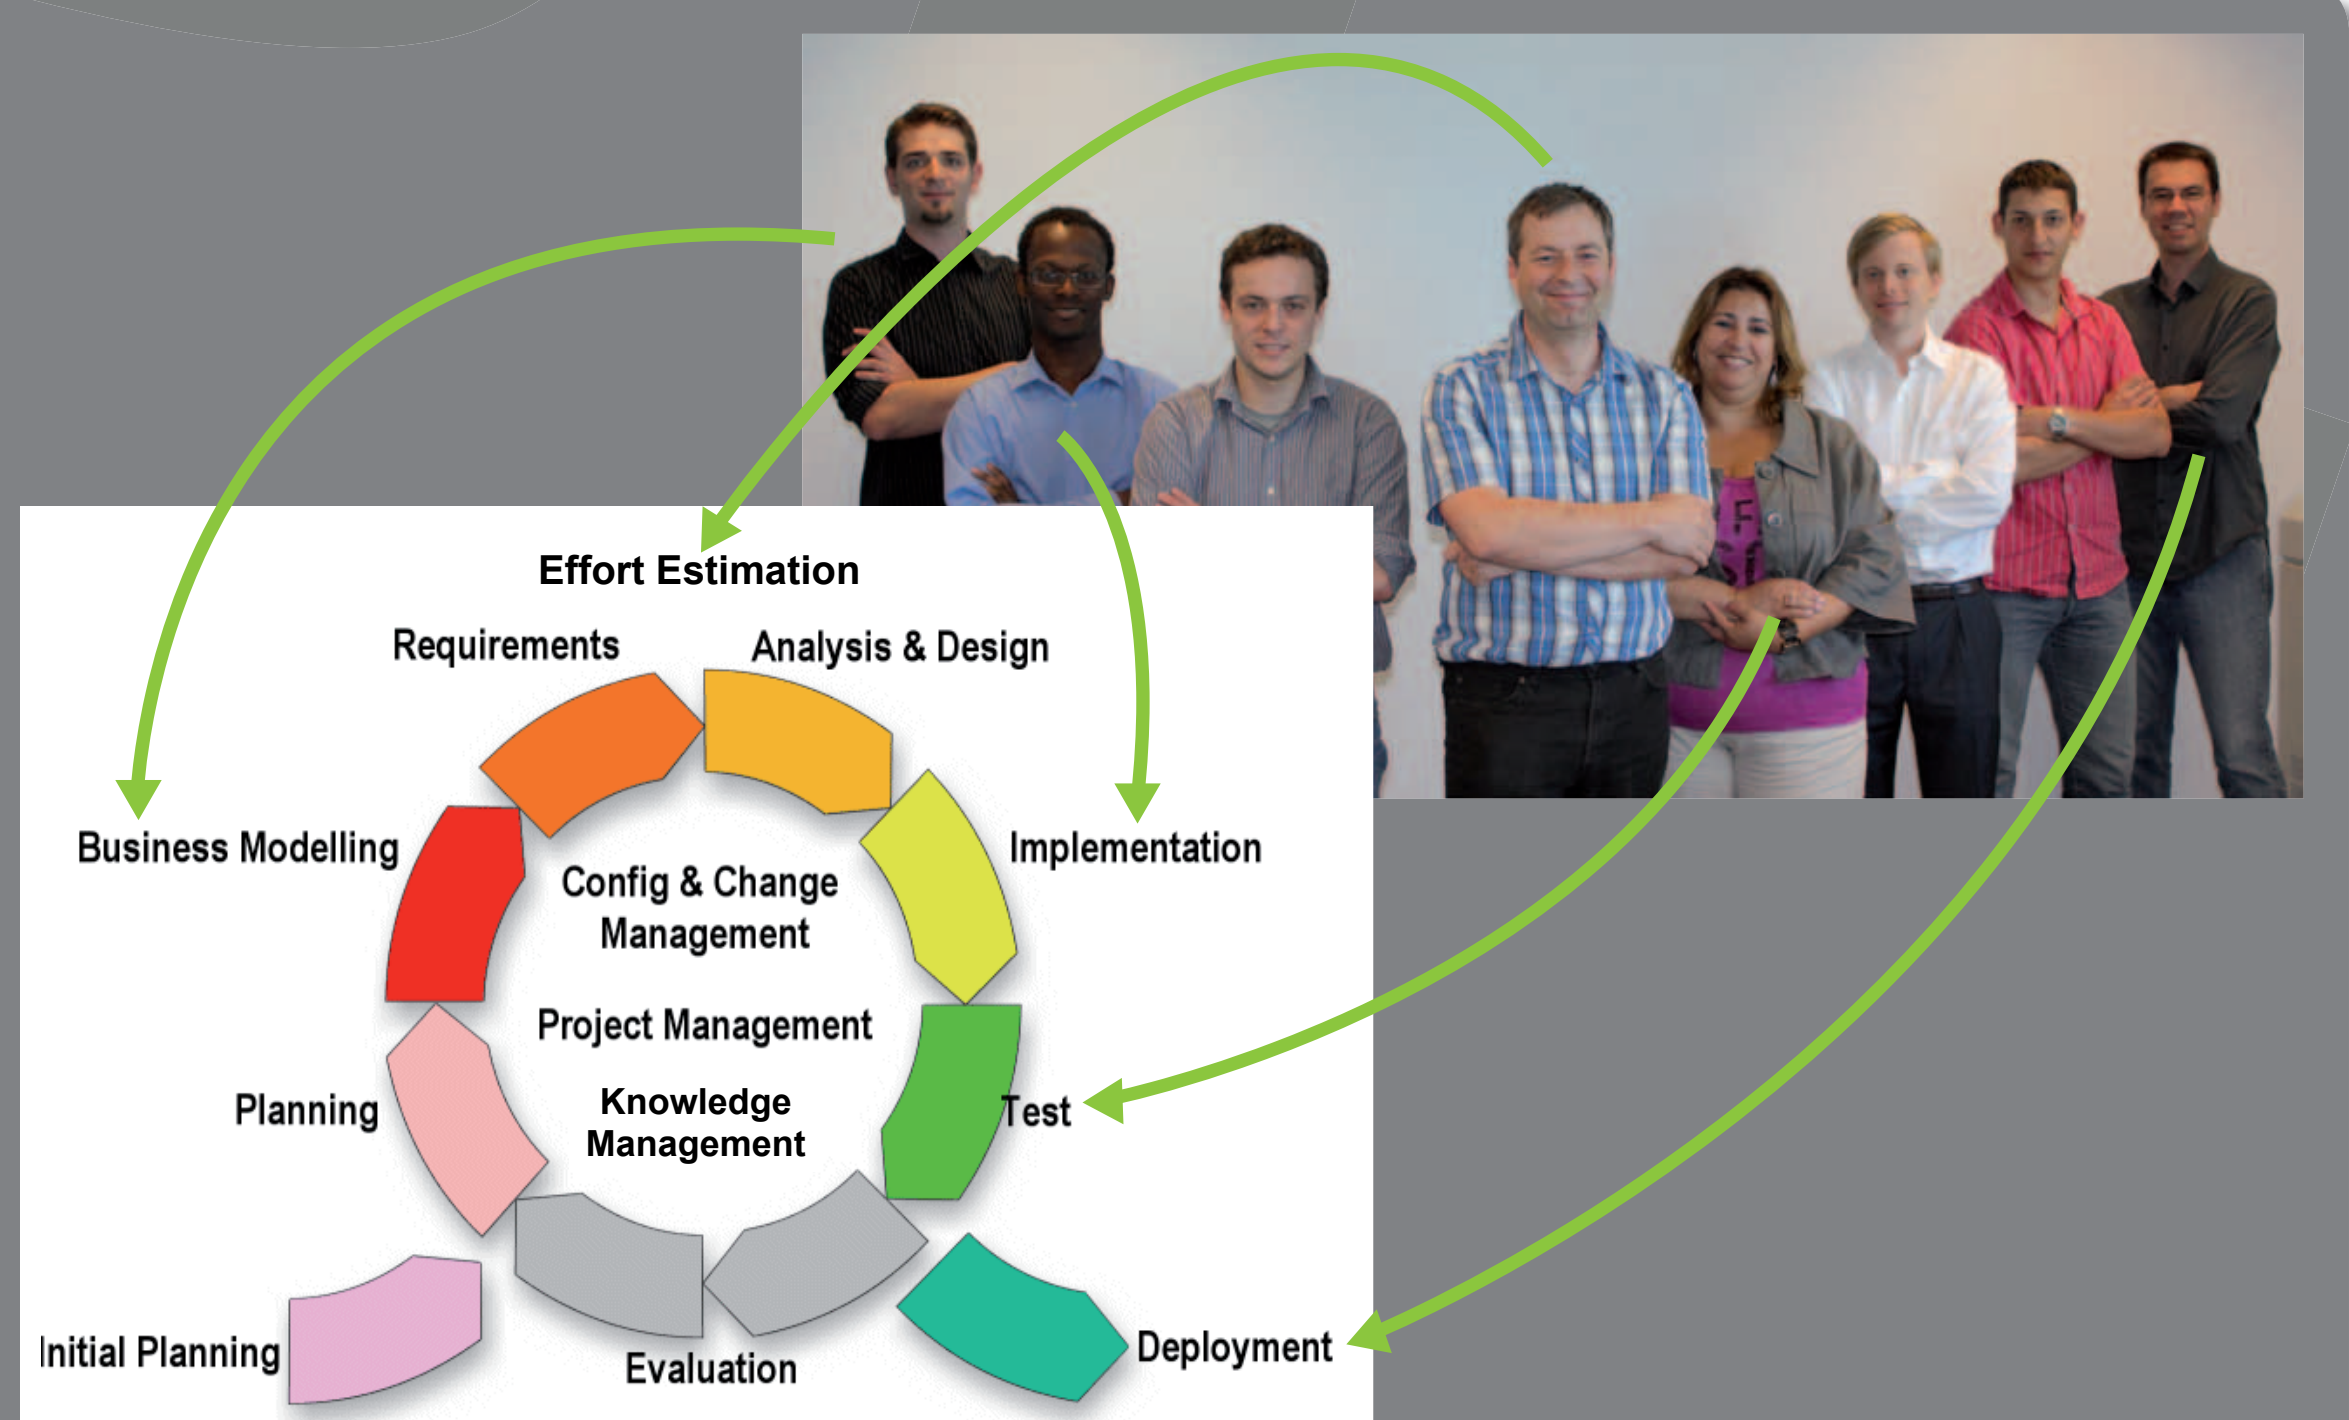 Effort Estimation
Requirements
Analysis & Design
Business Modelling
Implementation
Config & Change
Management
Project Management
Knowledge
Management
Planning
Test
Initial Planning
Evaluation
Deployment